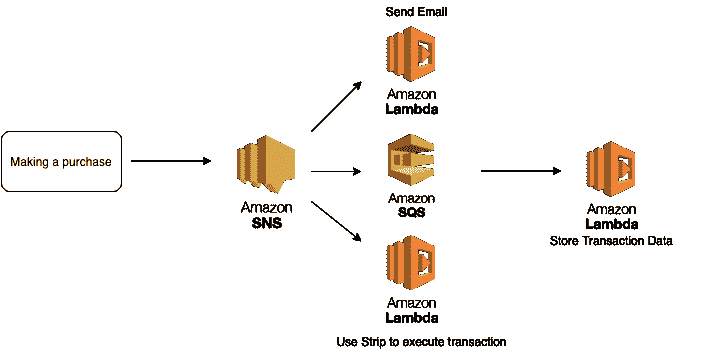 Send Email
Amazon
Lambda
Making a purchase
Amazon
SNS
Amazon
SQS
Amazon
Lambda
Store Transaction Data
Amazon
Lambda
Use Strip to execute transaction